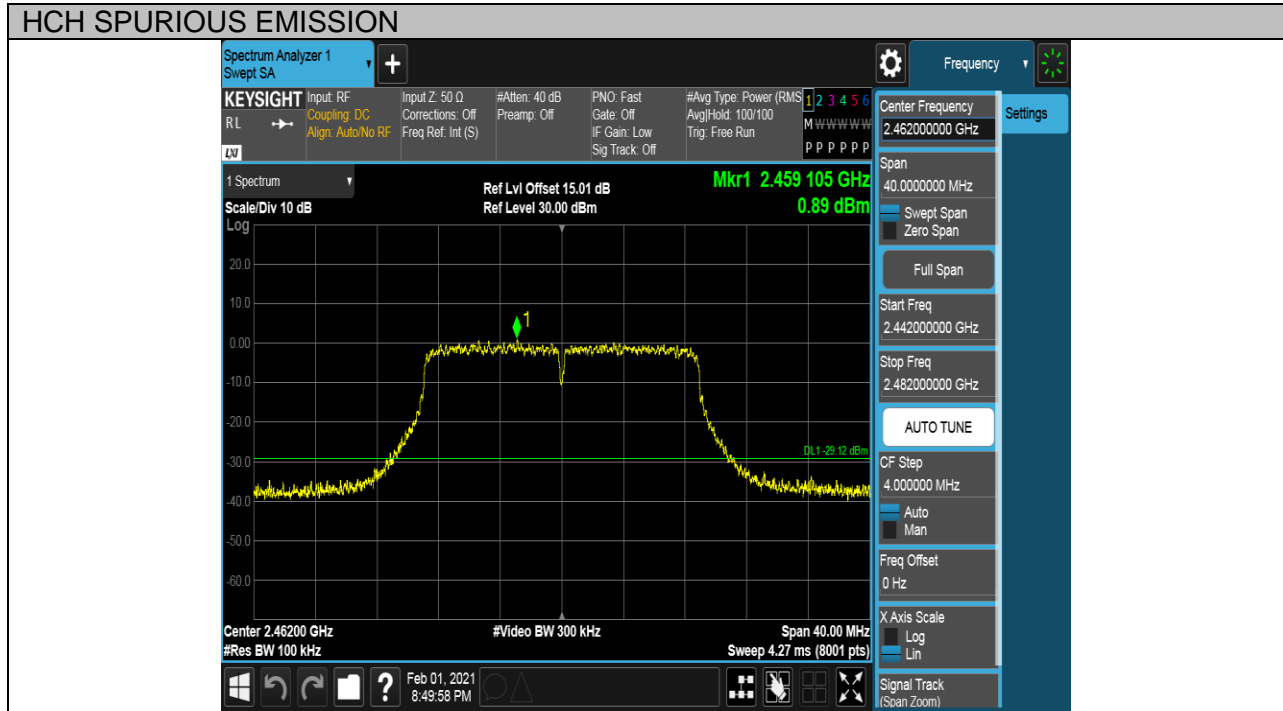 HCH SPURIOUS EMISSION
Spectrum Analyzer 1
Swept SA
+
Frequency
KEYSIGHT
RL
LXI
Input: RF
Coupling: DC
Align: Auto/No RF
Input Z: 50 Ω
Corrections: Off
Freq Ref: Int (S)
#Atten: 40 dB
Preamp: Off
PNO: Fast
Gate: Off
IF Gain: Low
Sig Track: Off
#Avg Type: Power (RMS
Avg|Hold: 100/100
Trig: Free Run
1 2 3 4 5 6
M W W W W W
P P P P P P
1 Spectrum
Scale/Div 10 dB
Ref Lvl Offset 15.01 dB
Ref Level 30.00 dBm
Mkr1 2.459 105 GHz
0.89 dBm
Log
20.0
10.0
0.00
-10.0
-20.0
-30.0
-40.0
-50.0
-60.0
1
DL1 -29.12 dBm
Center 2.46200 GHz
#Res BW 100 kHz
#Video BW 300 kHz
Span 40.00 MHz
Sweep 4.27 ms (8001 pts)
?
Feb 01, 2021
8:49:58 PM
Center Frequency
2.462000000 GHz
Settings
Span
40.0000000 MHz
Swept Span
Zero Span
Full Span
Start Freq
2.442000000 GHz
Stop Freq
2.482000000 GHz
AUTO TUNE
CF Step
4.000000 MHz
Auto
Man
Freq Offset
0 Hz
X Axis Scale
Log
Lin
Signal Track
(Span Zoom)